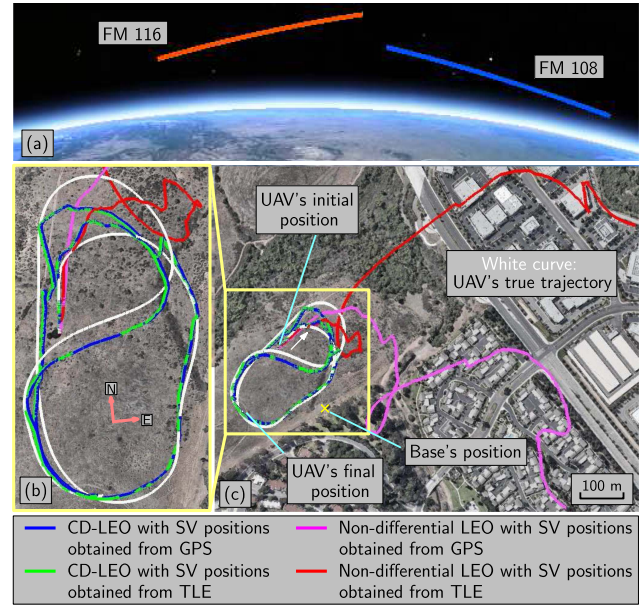 FM 116
FM 108
(a)
UAV's initial
position
White curve:
UAV's true trajectory
N
E
Base's position
UAV's final
position
(b)
(c)
100 m
CD-LEO with SV positions
obtained from GPS
Non-differential LEO with SV positions
obtained from GPS
CD-LEO with SV positions
obtained from TLE
Non-differential LEO with SV positions
obtained from TLE